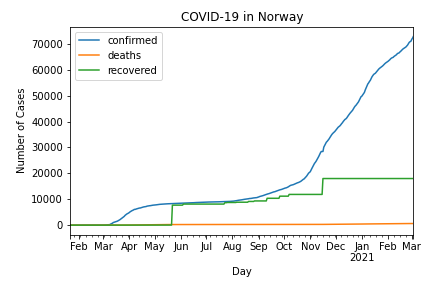 COVID-19 in Norway
confirmed
deaths
recovered
Number of Cases
70000
60000
50000
40000
30000
20000
10000
0
Feb Mar Apr May Jun Jul Aug Sep Oct Nov Dec Jan Feb Mar
2021
Day